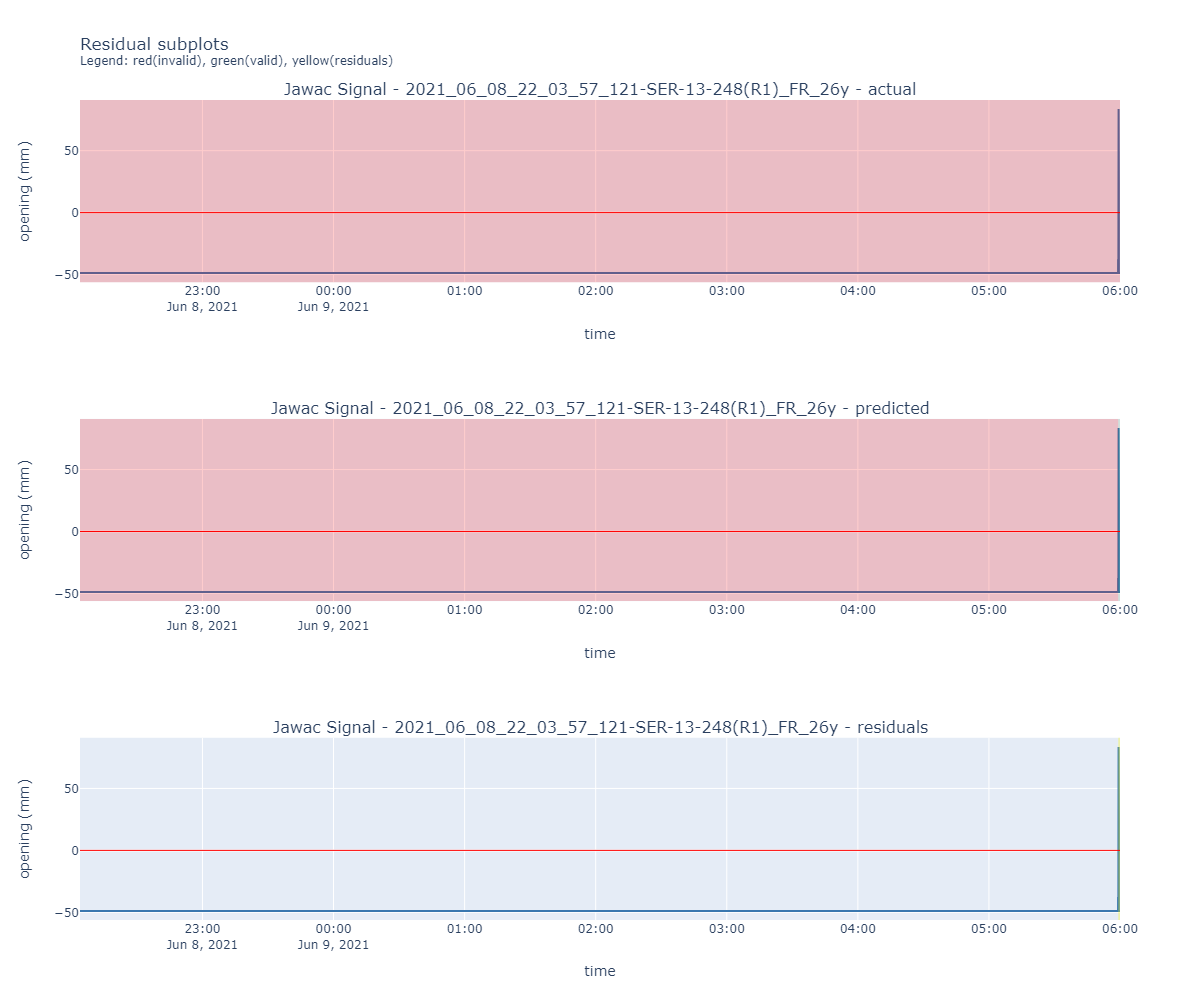 Residual subplots
Legend: red(invalid), green(valid), yellow(residuals)
Jawac Signal - 2021_06_08_22_03_57_121-SER-13-248(R1)_FR_26y - actual
opening (mm)
50
0
−50
23:00 00:00 01:00 02:00 03:00 04:00 05:00 06:00
Jun 8, 2021 Jun 9, 2021
time
Jawac Signal - 2021_06_08_22_03_57_121-SER-13-248(R1)_FR_26y - predicted
opening (mm)
50
0
−50
23:00 00:00 01:00 02:00 03:00 04:00 05:00 06:00
Jun 8, 2021 Jun 9, 2021
time
Jawac Signal - 2021_06_08_22_03_57_121-SER-13-248(R1)_FR_26y - residuals
opening (mm)
50
0
−50
23:00 00:00 01:00 02:00 03:00 04:00 05:00 06:00
Jun 8, 2021 Jun 9, 2021
time